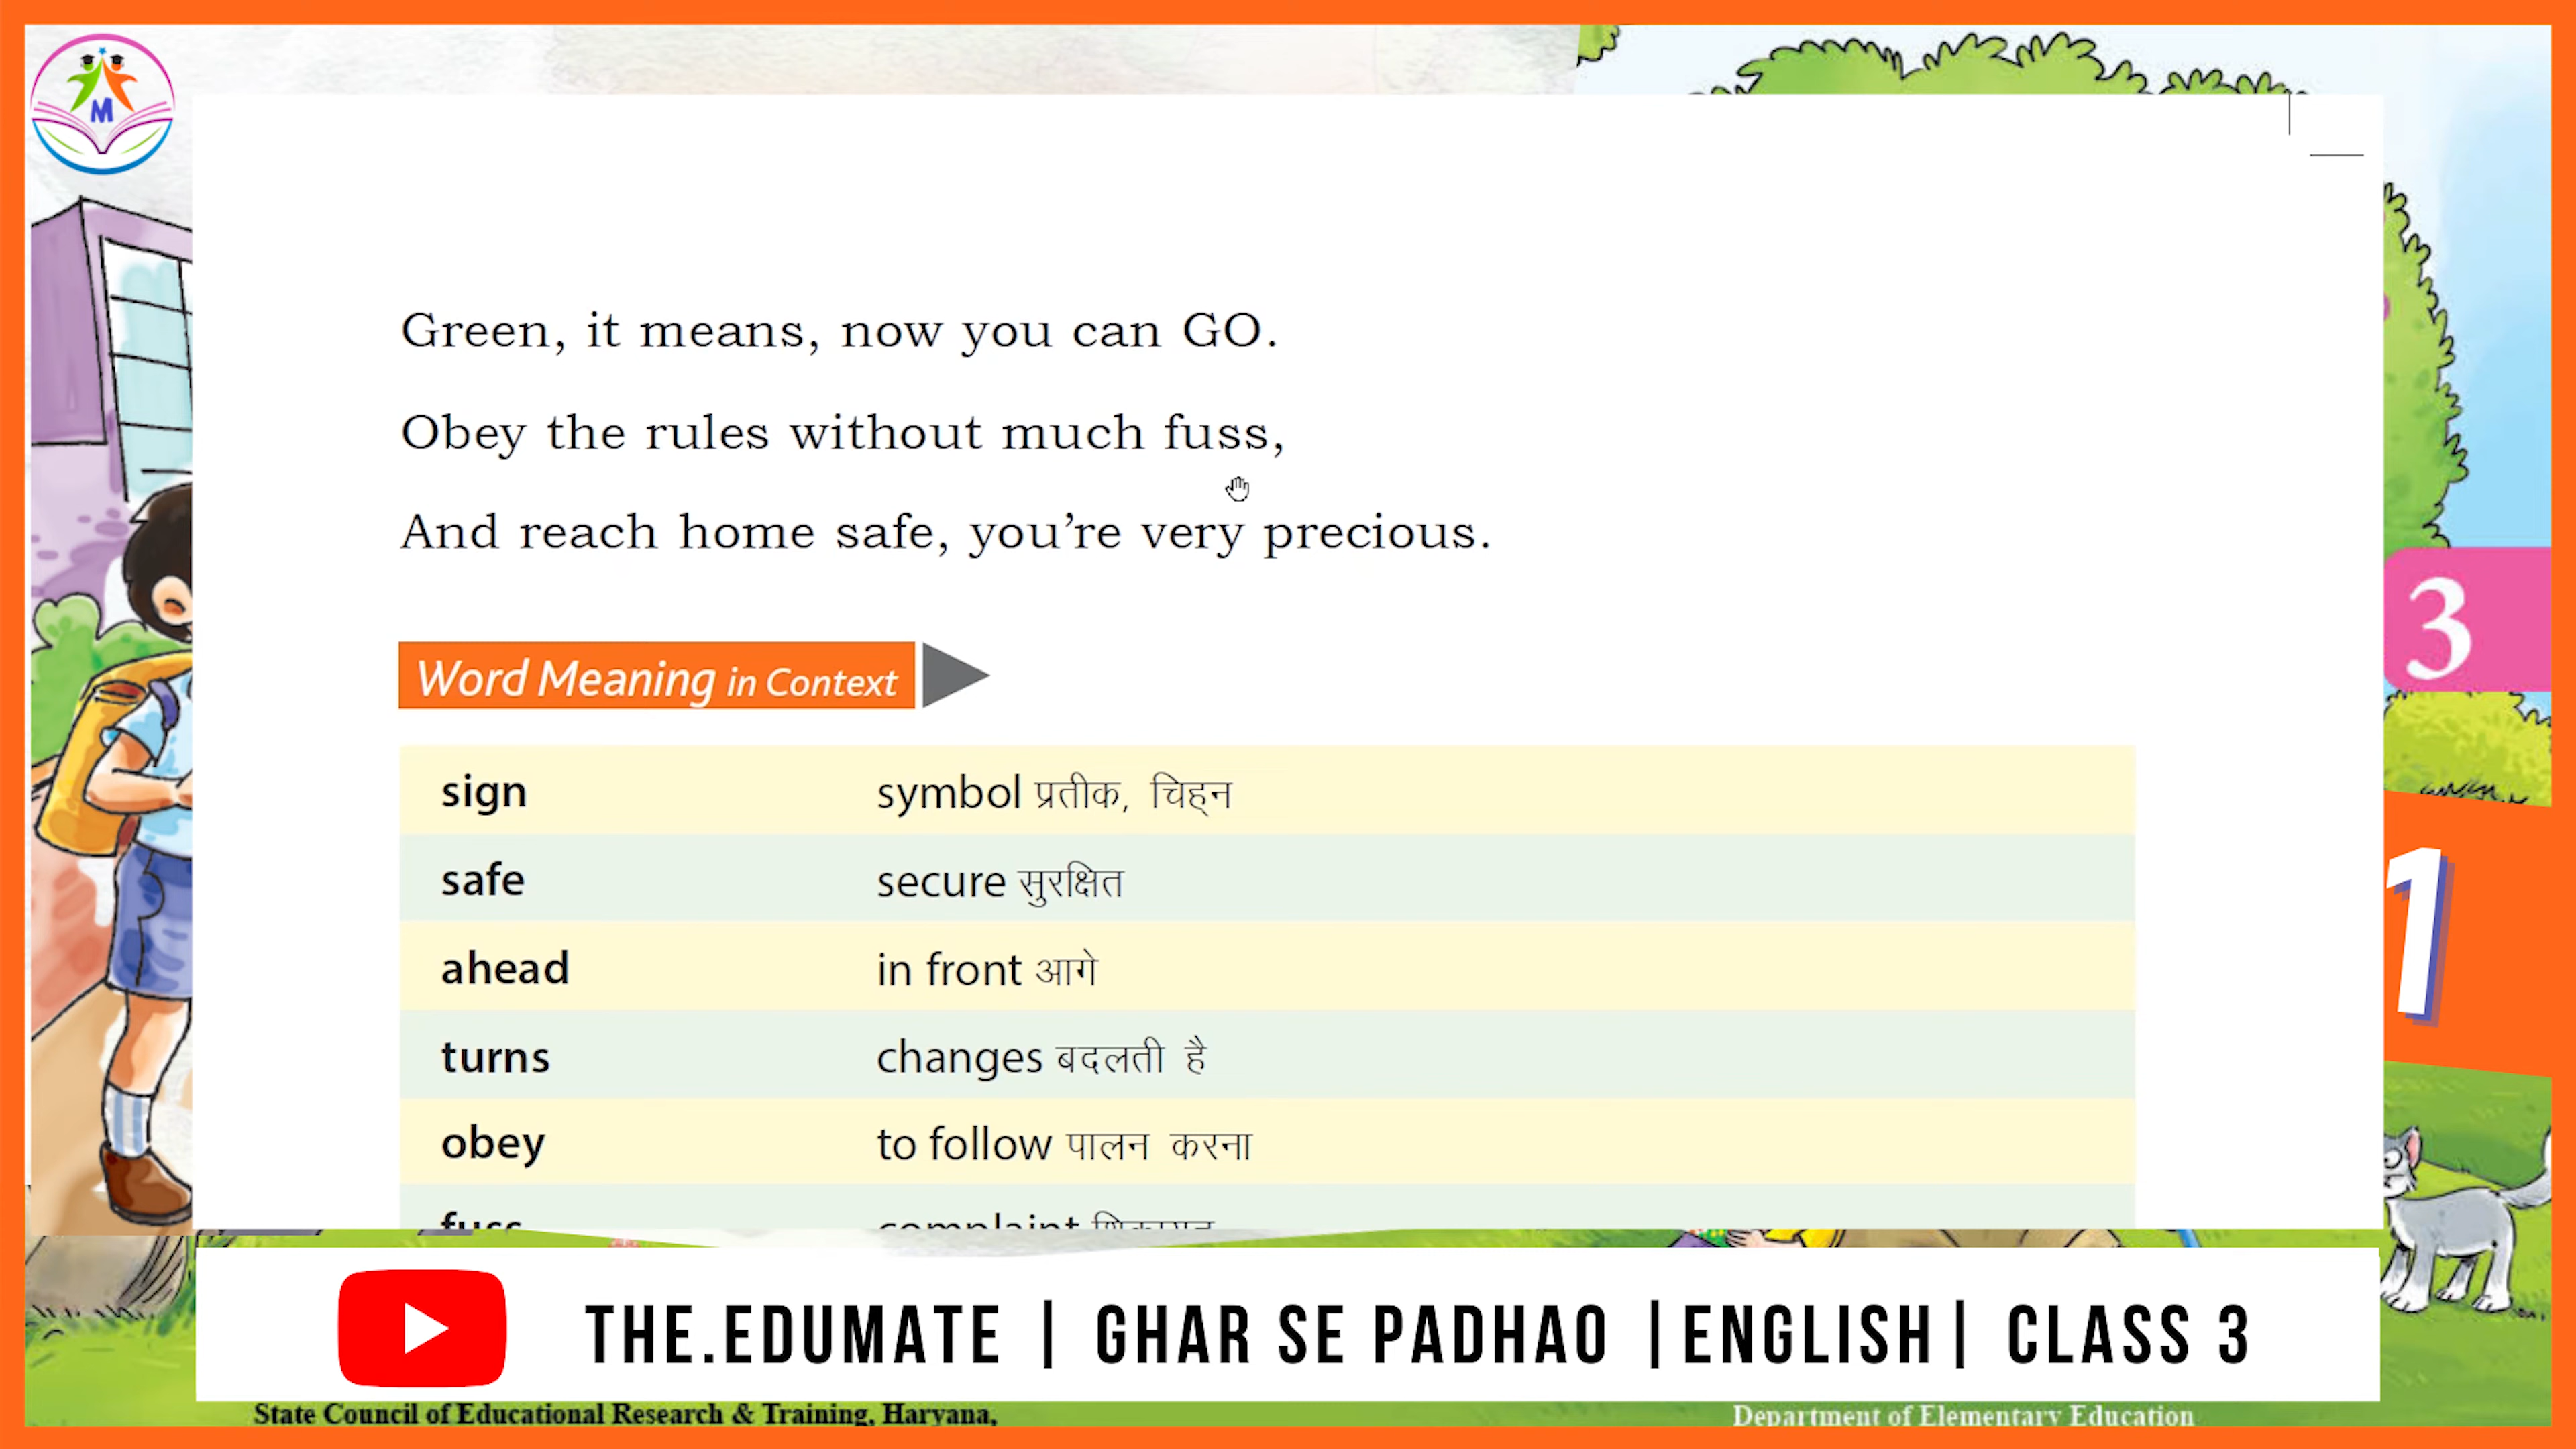 M
Green, it means, now you can GO.
Obey the rules without much fuss,
And reach home safe, you're very precious.
Word Meaning in Context
sign symbol प्रतीक, चिह्न
safe secure सुरक्षित
ahead in front आगे
turns changes बदलती है
obey to follow पालन करना
fuss complaint शिकायत
3
1
THE.EDUMATE | GHAR SE PADHAO | ENGLISH | CLASS 3
State Council of Educational Research & Training, Haryana,
Department of Elementary Education